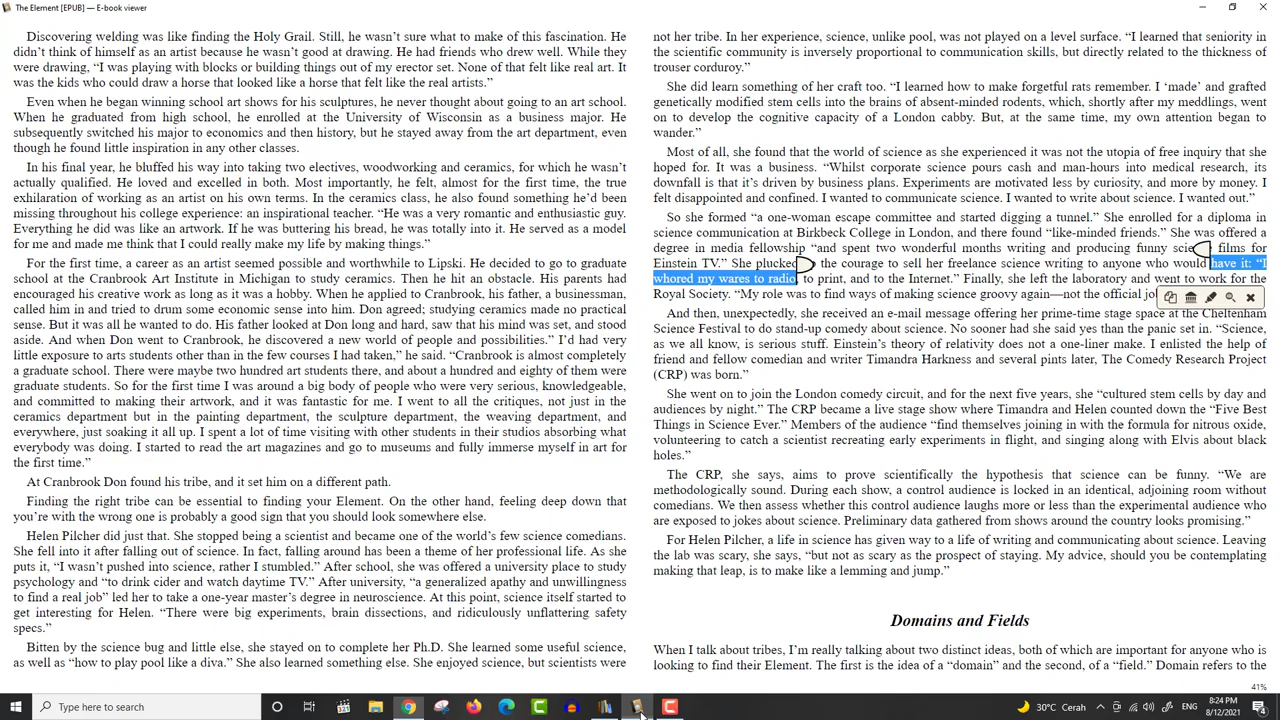 The Element [EPUB] — E-book viewer
Discovering welding was like finding the Holy Grail. Still, he wasn't sure what to make of this fascination. He
didn't think of himself as an artist because he wasn't good at drawing. He had friends who drew well. While they
were drawing, “I was playing with blocks or building things out of my erector set. None of that felt like real art. It
was the kids who could draw a horse that looked like a horse that felt like the real artists.”
Even when he began winning school art shows for his sculptures, he never thought about going to an art school.
When he graduated from high school, he enrolled at the University of Wisconsin as a business major. He
subsequently switched his major to economics and then history, but he stayed away from the art department, even
though he found little inspiration in any other classes.
In his final year, he bluffed his way into taking two electives, woodworking and ceramics, for which he wasn't
actually qualified. He loved and excelled in both. Most importantly, he felt, almost for the first time, the true
exhilaration of working as an artist on his own terms. In the ceramics class, he also found something he'd been
missing throughout his college experience: an inspirational teacher. “He was a very romantic and enthusiastic guy.
Everything he did was like an artwork. If he was buttering his bread, he was totally into it. He served as a model
for me and made me think that I could really make my life by making things.”
For the first time, a career as an artist seemed possible and worthwhile to Lipski. He decided to go to graduate
school at the Cranbrook Art Institute in Michigan to study ceramics. Then he hit an obstacle. His parents had
encouraged his creative work as long as it was a hobby. When he applied to Cranbrook, his father, a businessman,
called him in and tried to drum some economic sense into him. Don agreed; studying ceramics made no practical
sense. But it was all he wanted to do. His father looked at Don long and hard, saw that his mind was set, and stood
aside. And when Don went to Cranbrook, he discovered a new world of people and possibilities.” I'd had very
little exposure to arts students other than in the few courses I had taken,” he said. “Cranbrook is almost completely
a graduate school. There were maybe two hundred art students there, and about a hundred and eighty of them were
graduate students. So for the first time I was around a big body of people who were very serious, knowledgeable,
and committed to making their artwork, and it was fantastic for me. I went to all the critiques, not just in the
ceramics department but in the painting department, the sculpture department, the weaving department, and
everywhere, just soaking it all up. I spent a lot of time visiting with other students in their studios absorbing what
everybody was doing. I started to read the art magazines and go to museums and fully immerse myself in art for
the first time.”
At Cranbrook Don found his tribe, and it set him on a different path.
Finding the right tribe can be essential to finding your Element. On the other hand, feeling deep down that
you're with the wrong one is probably a good sign that you should look somewhere else.
Helen Pilcher did just that. She stopped being a scientist and became one of the world's few science comedians.
She fell into it after falling out of science. In fact, falling around has been a theme of her professional life. As she
puts it, “I wasn't pushed into science, rather I stumbled.” After school, she was offered a university place to study
psychology and “to drink cider and watch daytime TV.” After university, “a generalized apathy and unwillingness
to find a real job” led her to take a one-year master's degree in neuroscience. At this point, science itself started to
get interesting for Helen. “There were big experiments, brain dissections, and ridiculously unflattering safety
specs.”
Bitten by the science bug and little else, she stayed on to complete her Ph.D. She learned some useful science,
as well as “how to play pool like a diva.” She also learned something else. She enjoyed science, but scientists were
not her tribe. In her experience, science, unlike pool, was not played on a level surface. “I learned that seniority in
the scientific community is inversely proportional to communication skills, but directly related to the thickness of
trouser corduroy.”
She did learn something of her craft too. “I learned how to make forgetful rats remember. I ‘made’ and grafted
genetically modified stem cells into the brains of absent-minded rodents, which, shortly after my meddlings, went
on to develop the cognitive capacity of a London cabby. But, at the same time, my own attention began to
wander.”
Most of all, she found that the world of science as she experienced it was not the utopia of free inquiry that she
hoped for. It was a business. “Whilst corporate science pours cash and man-hours into medical research, its
downfall is that it's driven by business plans. Experiments are motivated less by curiosity, and more by money. I
felt disappointed and confined. I wanted to communicate science. I wanted to write about science. I wanted out.”
So she formed “a one-woman escape committee and started digging a tunnel.” She enrolled for a diploma in
science communication at Birkbeck College in London, and there found “like-minded friends.” She was offered a
degree in media fellowship “and spent two wonderful months writing and producing funny films for
Einstein TV.” She plucked the courage to sell her freelance science writing to anyone who would have it: “I
whored my wares to radio, to print, and to the Internet.” Finally, she left the laboratory and went to work for the
Royal Society. “My role was to find ways of making science groovy again—not the official
And then, unexpectedly, she received an e-mail message offering her prime-time stage space at the Cheltenham
Science Festival to do stand-up comedy about science. No sooner had she said yes than the panic set in. “Science,
as we all know, is serious stuff. Einstein's theory of relativity does not a one-liner make. I enlisted the help of
friend and fellow comedian and writer Timandra Harkness and several pints later, The Comedy Research Project
(CRP) was born.”
She went on to join the London comedy circuit, and for the next five years, she “cultured stem cells by day and
audiences by night.” The CRP became a live stage show where Timandra and Helen counted down the “Five Best
Things in Science Ever.” Members of the audience “find themselves joining in with the formula for nitrous oxide,
volunteering to catch a scientist recreating early experiments in flight, and singing along with Elvis about black
holes.”
The CRP, she says, aims to prove scientifically the hypothesis that science can be funny. “We are
methodologically sound. During each show, a control audience is locked in an identical, adjoining room without
comedians. We then assess whether this control audience laughs more or less than the experimental audience who
are exposed to jokes about science. Preliminary data gathered from shows around the country looks promising.”
For Helen Pilcher, a life in science has given way to a life of writing and communicating about science. Leaving
the lab was scary, she says, “but not as scary as the prospect of staying. My advice, should you be contemplating
making that leap, is to make like a lemming and jump.”
Domains and Fields
When I talk about tribes, I'm really talking about two distinct ideas, both of which are important for anyone who is
looking to find their Element. The first is the idea of a “domain” and the second, of a “field.” Domain refers to the
41%
Type here to search
30°C Cerah
ENG
8:24 PM
8/12/2021
4